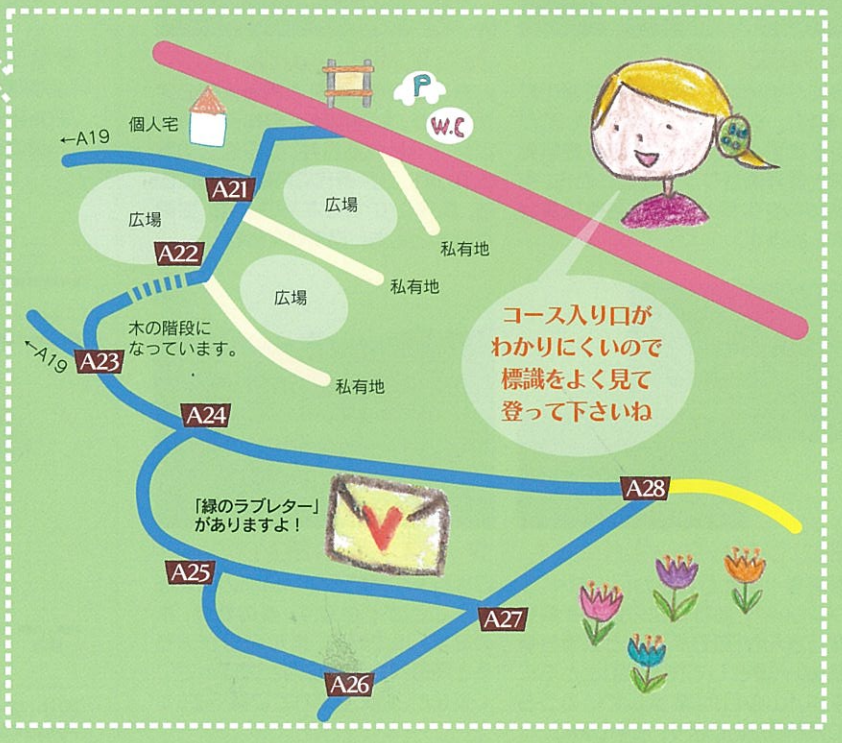 P
W.C
個人宅
←A19
A21
広場
広場
A22
私有地
私有地
広場
木の階段に
なっています。
←A19
A23
私有地
コース入り口が
わかりにくいので
標識をよく見て
登って下さいね
A24
A28
「緑のラブレター」
がありますよ!
A25
A27
A26